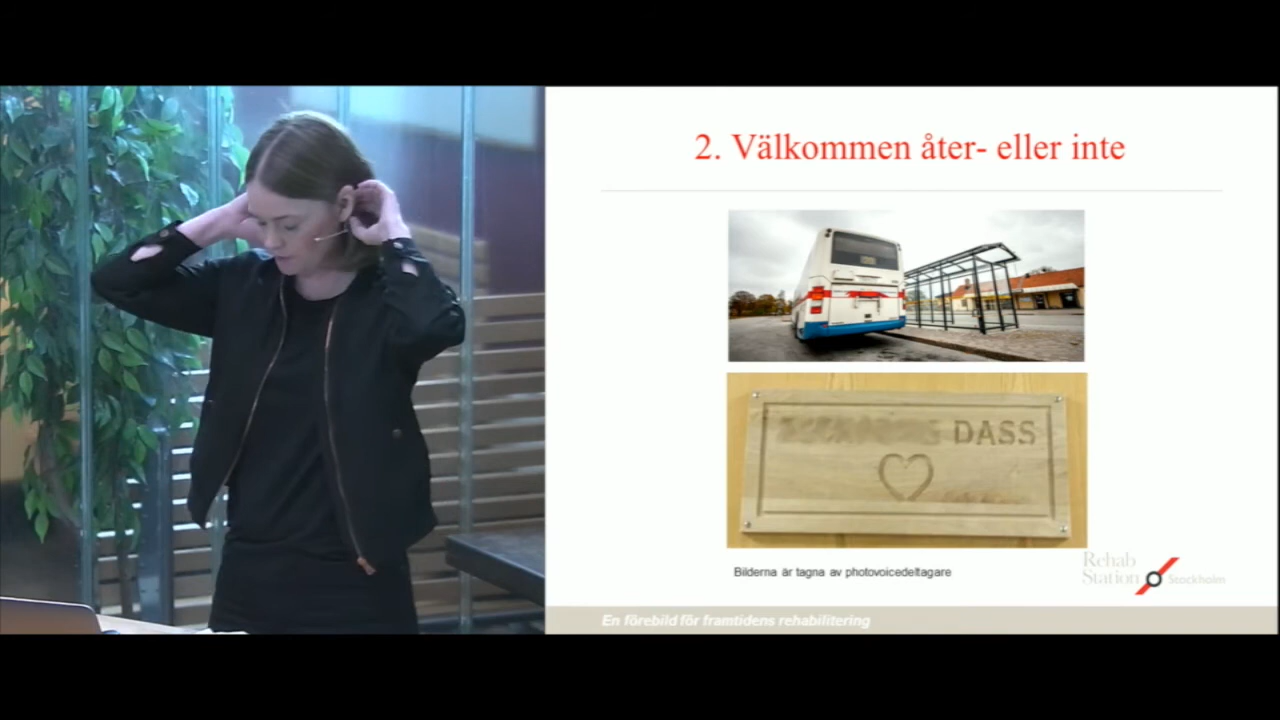 2. Välkommen åter- eller inte
DASS
Bilderna är tagna av photovoicedeltagare
Rehab
Station
Stockholm
En förebild för framtidens rehabilitering